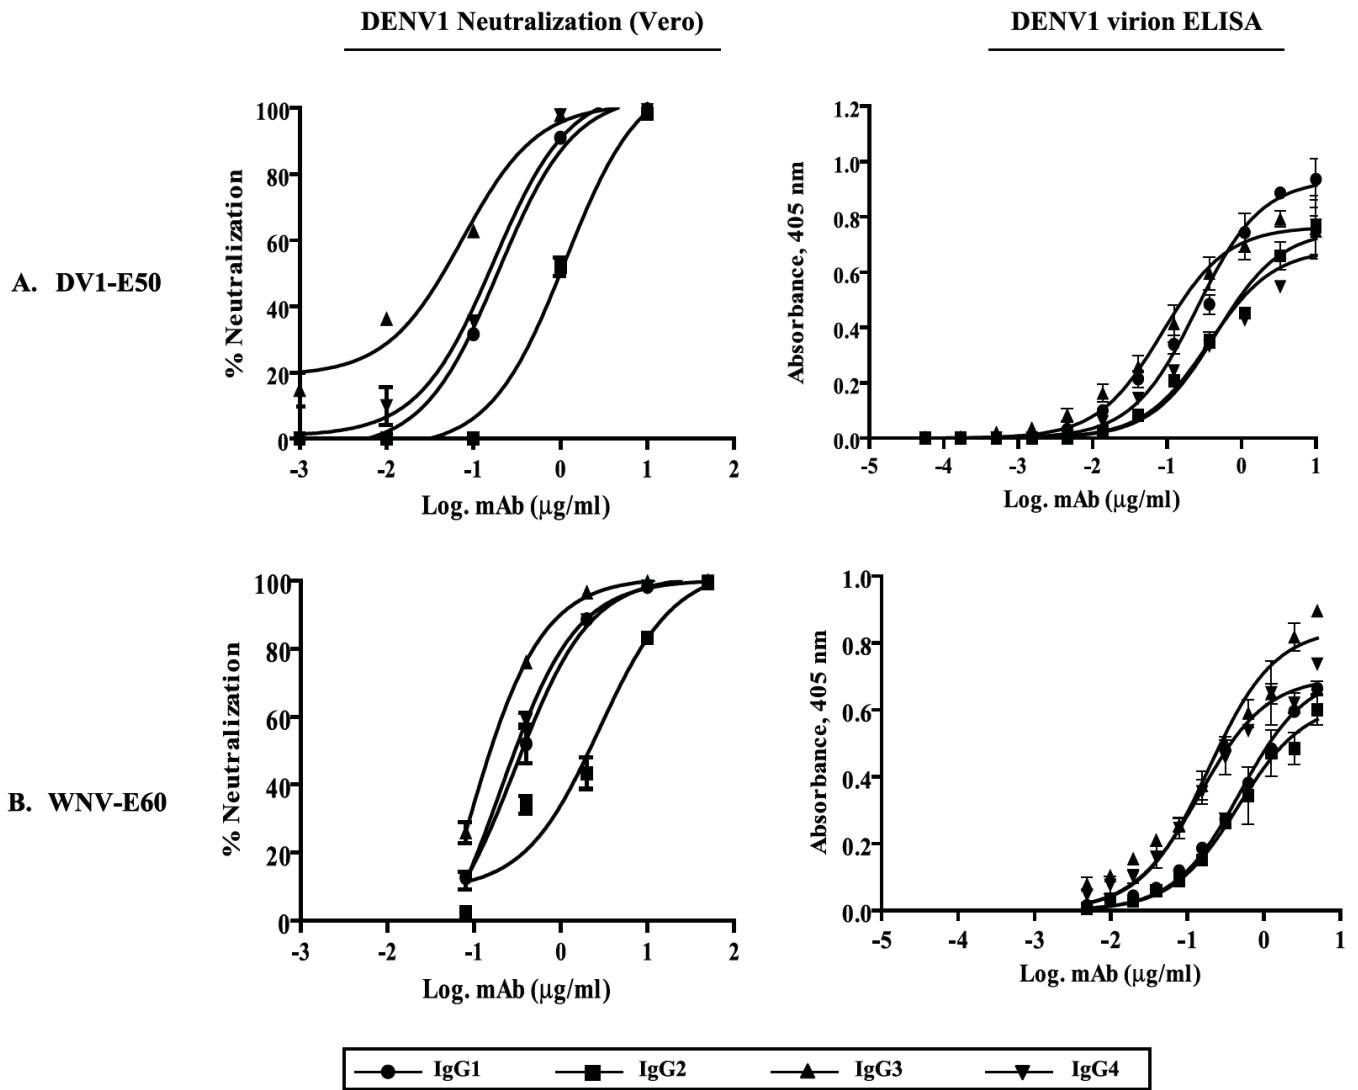 DENV1 Neutralization (Vero)
DENV1 virion ELISA
A. DV1-E50
% Neutralization
100
80
60
40
20
0
-3 -2 -1 0 1 2
Log. mAb (µg/ml)
Absorbance, 405 nm
1.2
1.0
0.8
0.6
0.4
0.2
0.0
-5 -4 -3 -2 -1 0 1
Log. mAb (µg/ml)
B. WNV-E60
% Neutralization
100
80
60
40
20
0
-3 -2 -1 0 1 2
Log. mAb (µg/ml)
Absorbance, 405 nm
1.0
0.8
0.6
0.4
0.2
0.0
-5 -4 -3 -2 -1 0 1
Log. mAb (µg/ml)
IgG1 IgG2 IgG3 IgG4